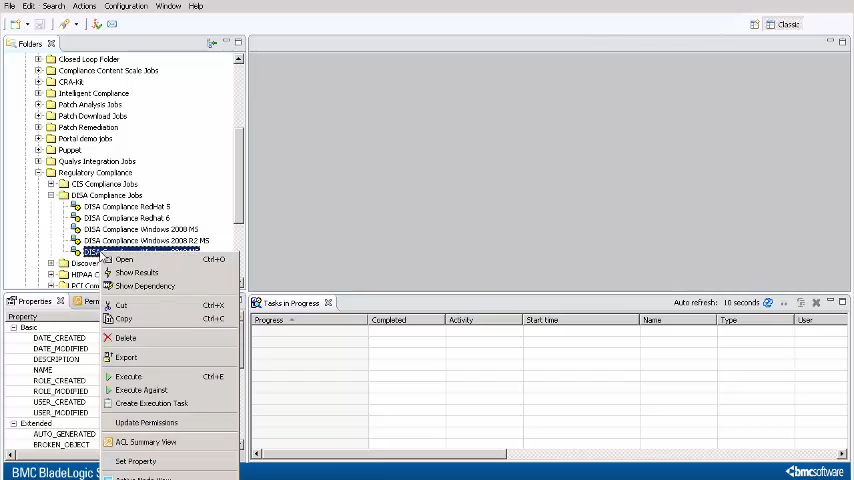 File Edit Search Actions Configuration Window Help
Classic
Folders
Closed Loop Folder
Compliance Content Scale Jobs
CRA-Kit
Intelligent Compliance
Patch Analysis Jobs
Patch Download Jobs
Patch Remediation
Portal demo jobs
Puppet
Qualys Integration Jobs
Regulatory Compliance
CIS Compliance Jobs
DISA Compliance Jobs
DISA Compliance RedHat 5
DISA Compliance Redhat 6
DISA Compliance Windows 2008 MS
DISA Compliance Windows 2008 R2 MS
Discover
HIPAA C
PCI Com
Open Ctrl+O
Show Results
Show Dependency
Cut Ctrl+X
Copy Ctrl+C
Delete
Export
Execute Ctrl+E
Execute Against
Create Execution Task
Update Permissions
ACL Summary View
Set Property
Properties
Property
Basic
DATE_CREATED
DATE_MODIFIED
DESCRIPTION
NAME
ROLE_CREATED
ROLE_MODIFIED
USER_CREATED
USER_MODIFIED
Extended
AUTO_GENERATED
BROKEN_OBJECT
Tasks in Progress Auto refresh: 10 seconds
Progress Completed Activity Start time Name Type User
BMC BladeLogic S
bmcsoftware